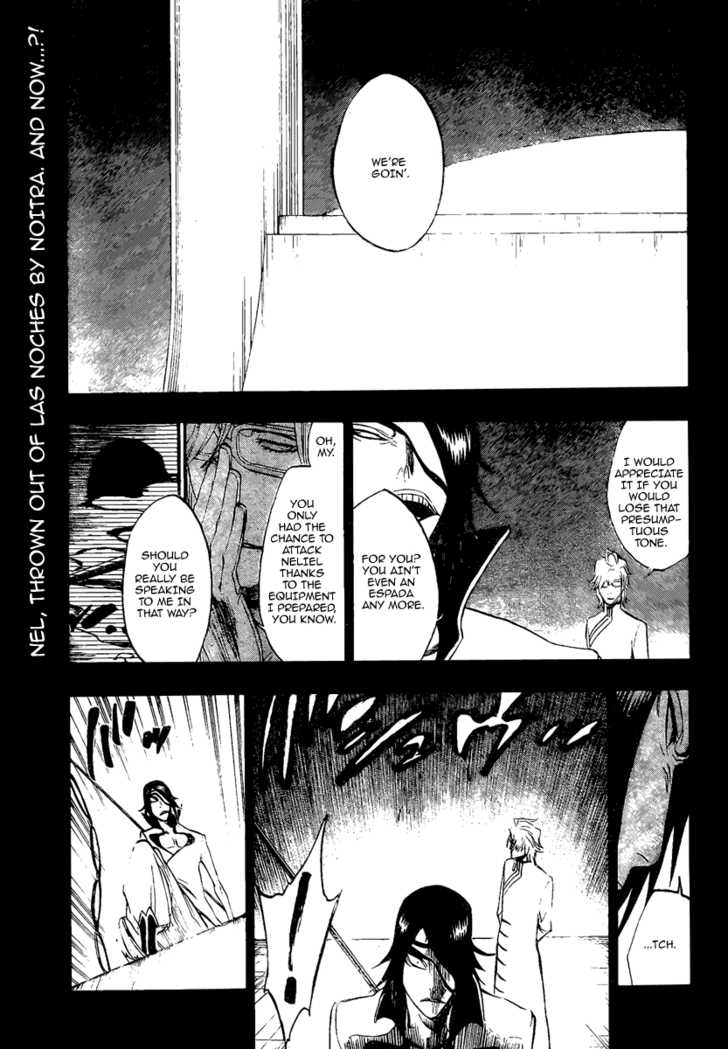 NEL, THROWN OUT OF LAS NOCHES BY NOITRA. AND NOW...?!
WE'RE
GOIN'.
I WOULD
APPRECIATE
IT IF YOU
WOULD
LOSE THAT
PRESUMP-
TUOUS
TONE.
FOR YOU?
YOU AIN'T
EVEN AN
ESPADA
ANY MORE.
OH,
MY.
YOU
ONLY
HAD THE
CHANCE TO
ATTACK
NELIEL
THANKS
TO THE
EQUIPMENT
I PREPARED,
YOU KNOW.
SHOULD
YOU
REALLY BE
SPEAKING
TO ME IN
THAT WAY?
...TCH.
!